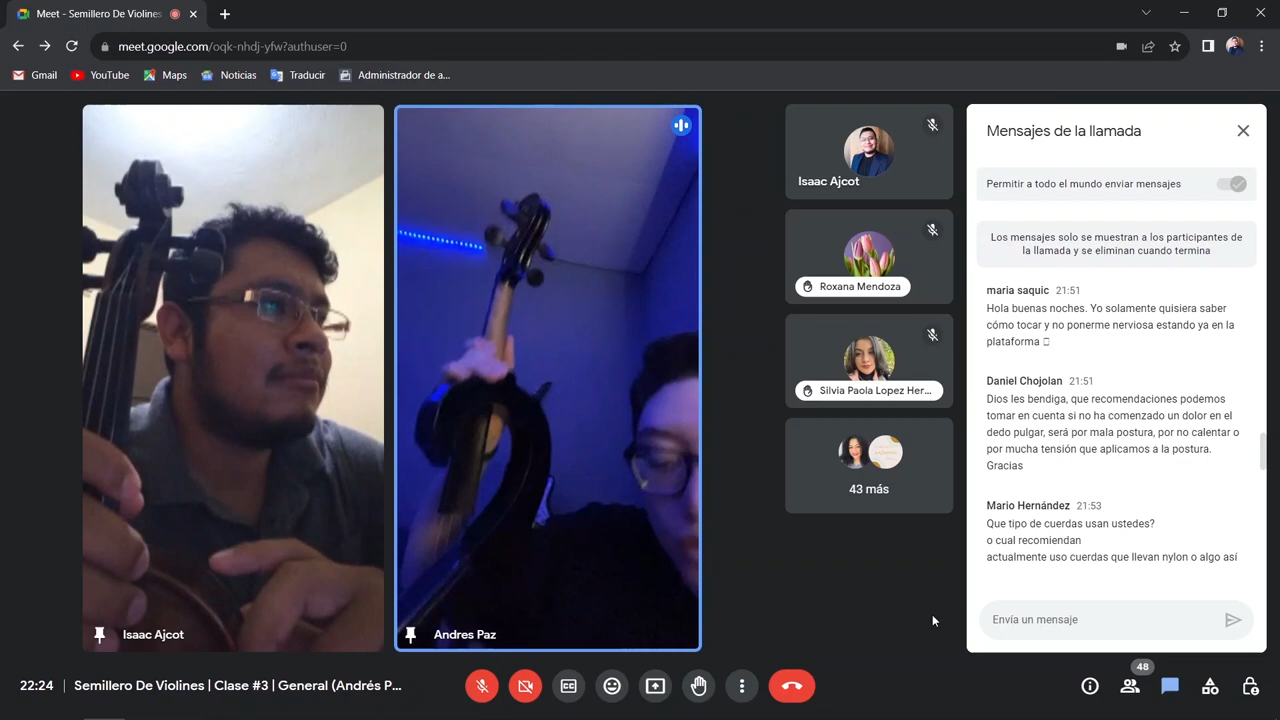 Meet - Semillero De Violines
meet.google.com/oqk-nhdj-yfw?authuser=0
Gmail
YouTube
Maps
Noticias
Traducir
Administrador de a...
Isaac Ajcot
Andres Paz
Isaac Ajcot
Roxana Mendoza
Silvia Paola Lopez Her...
43 más
Mensajes de la llamada
Permitir a todo el mundo enviar mensajes
Los mensajes solo se muestran a los participantes de
la llamada y se eliminan cuando termina
maria saquic 21:51
Hola buenas noches. Yo solamente quisiera saber
cómo tocar y no ponerme nerviosa estando ya en la
plataforma
Daniel Chojolan 21:51
Dios les bendiga, que recomendaciones podemos
tomar en cuenta si no ha comenzado un dolor en el
dedo pulgar, será por mala postura, por no calentar o
por mucha tensión que aplicamos a la postura.
Gracias
Mario Hernández 21:53
Que tipo de cuerdas usan ustedes?
o cual recomiendan
actualmente uso cuerdas que llevan nylon o algo así
Envía un mensaje
22:24 | Semillero De Violines | Clase #3 | General (Andrés P...
48